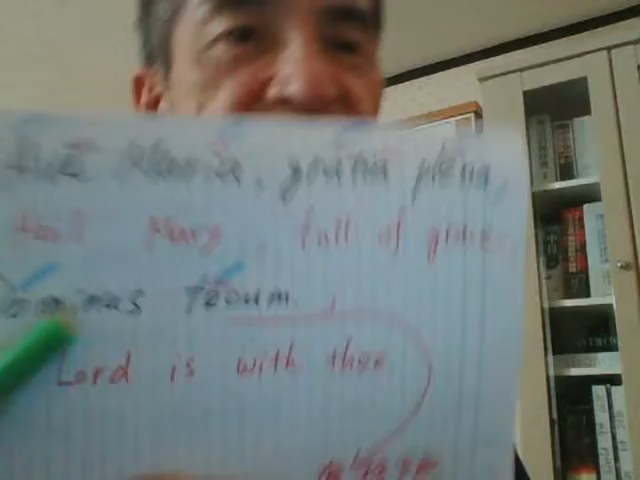 Ave Maria, gratia plena,
Hail Mary, full of grace,
Dominus Tecum.
Lord is with thee